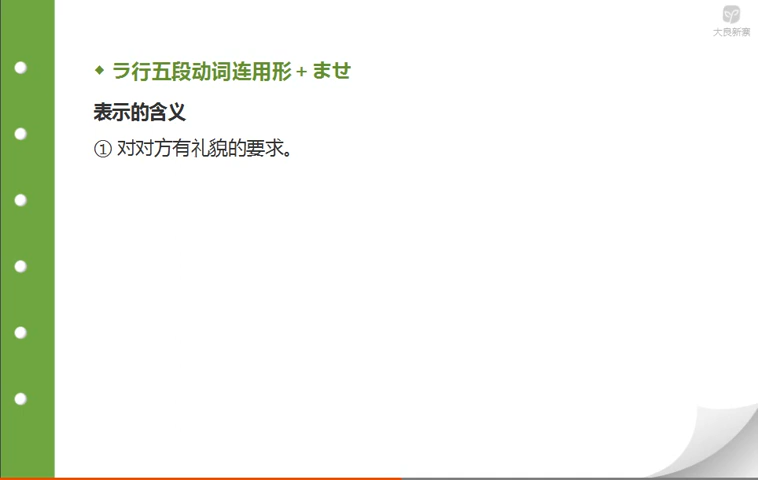 大良新寨
◆ ラ行五段动词连用形 + ませ
表示的含义
① 对对方有礼貌的要求。